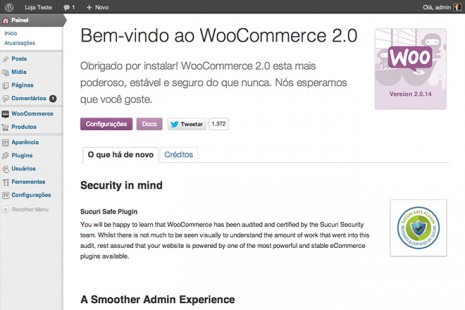 Loja Teste 1 + Novo Olá, admin
Painel
Início
Atualizações
Posts
Mídia
Páginas
Comentários 1
WooCommerce
Produtos
Aparência
Plugins
Usuários
Ferramentas
Configurações
Recolher Menu
Bem-vindo ao WooCommerce 2.0
Obrigado por instalar! WooCommerce 2.0 esta mais
poderoso, estável e seguro do que nunca. Nós esperamos
que você goste.
WOO
Version 2.0.14
Configurações Docs Tweetar 1.372
O que há de novo Créditos
Security in mind
Sucuri Safe Plugin
You will be happy to learn that WooCommerce has been audited and certified by the Sucuri Security
team. Whilst there is not much to be seen visually to understand the amount of work that went into this
audit, rest assured that your website is powered by one of the most powerful and stable eCommerce
plugins available.
A Smoother Admin Experience